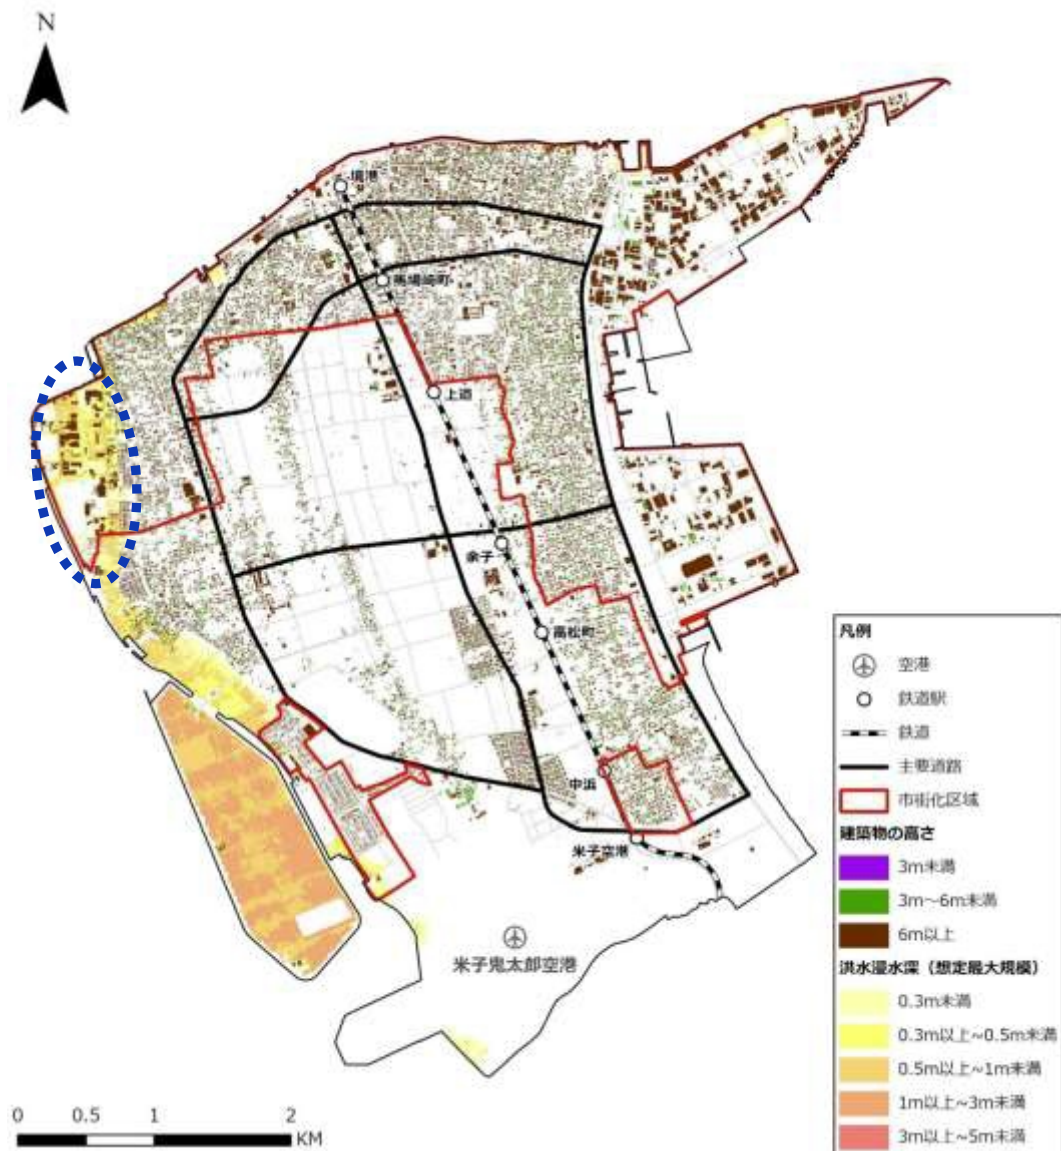 N
境港
馬場崎町
上道
余子
高松町
中浜
米子空港
米子鬼太郎空港
凡例
空港
鉄道駅
鉄道
主要道路
市街化区域
建築物の高さ
3m未満
3m～6m未満
6m以上
洪水浸水深（想定最大規模）
0.3m未満
0.3m以上~0.5m未満
0.5m以上~1m未満
1m以上~3m未満
3m以上~5m未満
0 0.5 1 2
KM